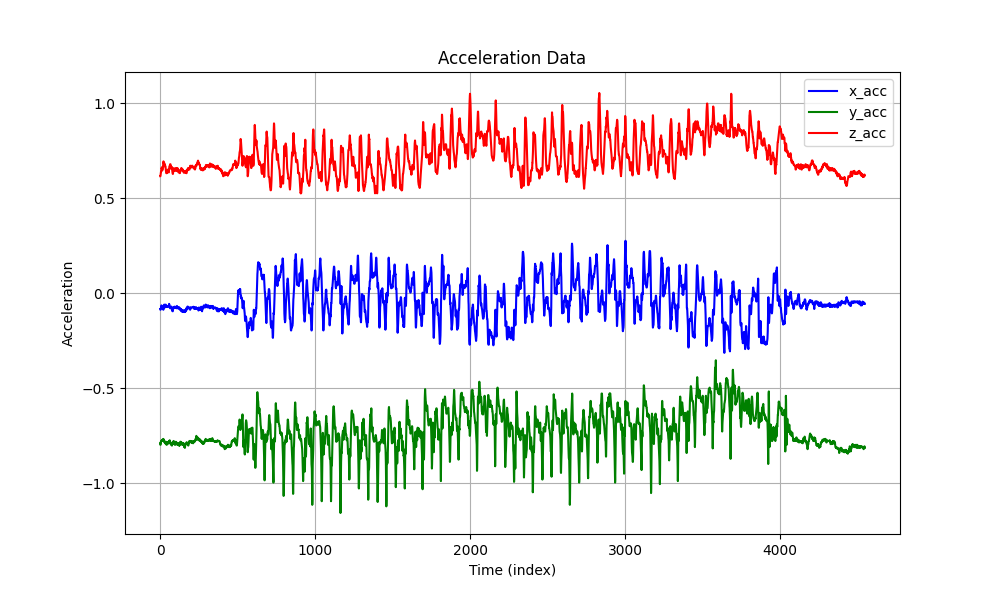 Acceleration Data
x_acc
y_acc
z_acc
1.0
0.5
0.0
−0.5
−1.0
Acceleration
0 1000 2000 3000 4000
Time (index)